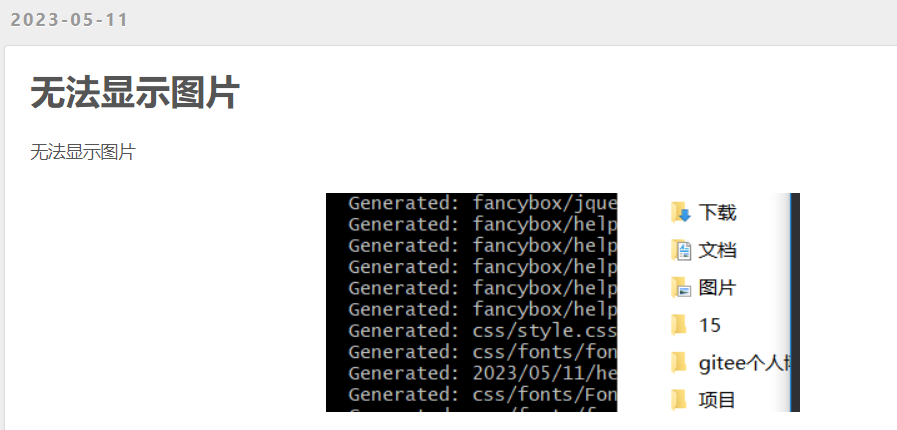 2023-05-11
无法显示图片
无法显示图片
Generated: fancybox/jque
Generated: fancybox/help
Generated: fancybox/help
Generated: fancybox/help
Generated: fancybox/help
Generated: fancybox/help
Generated: css/style.css
Generated: css/fonts/fon
Generated: 2023/05/11/he
Generated: css/fonts/Fon
下载
文档
图片
15
gitee个人
项目